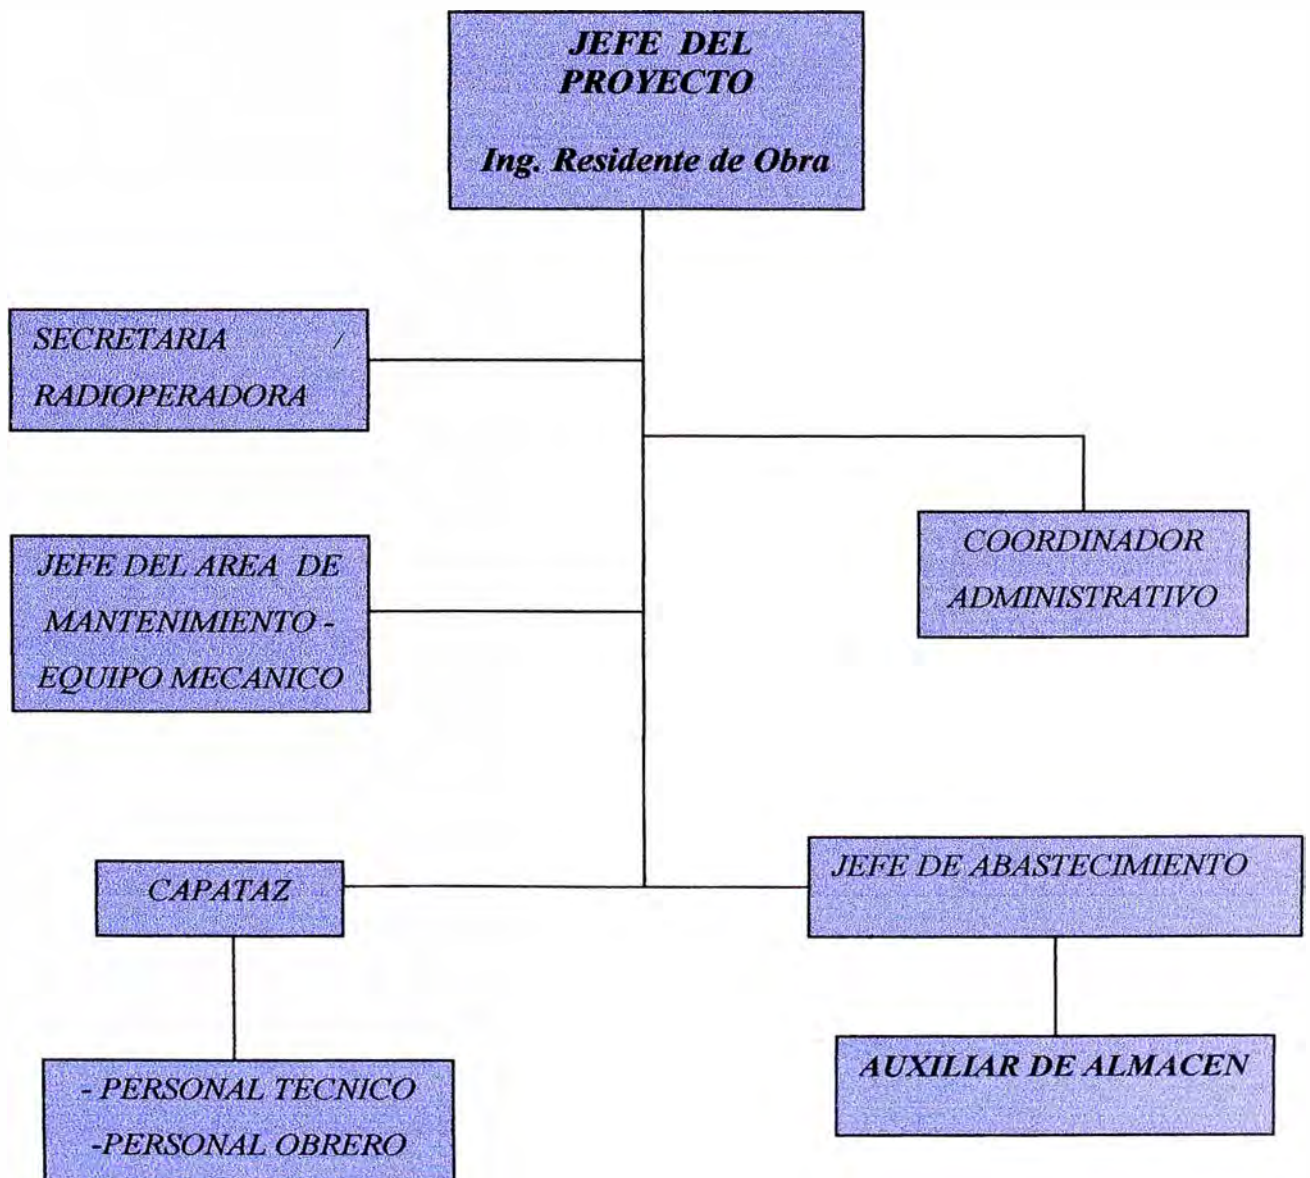 JEFE DEL
PROYECTO
Ing. Residente de Obra
SECRETARIA /
RADIOPERADORA
COORDINADOR
ADMINISTRATIVO
JEFE DEL AREA DE
MANTENIMIENTO -
EQUIPO MECANICO
CAPATAZ
JEFE DE ABASTECIMIENTO
- PERSONAL TECNICO
-PERSONAL OBRERO
AUXILIAR DE ALMACEN